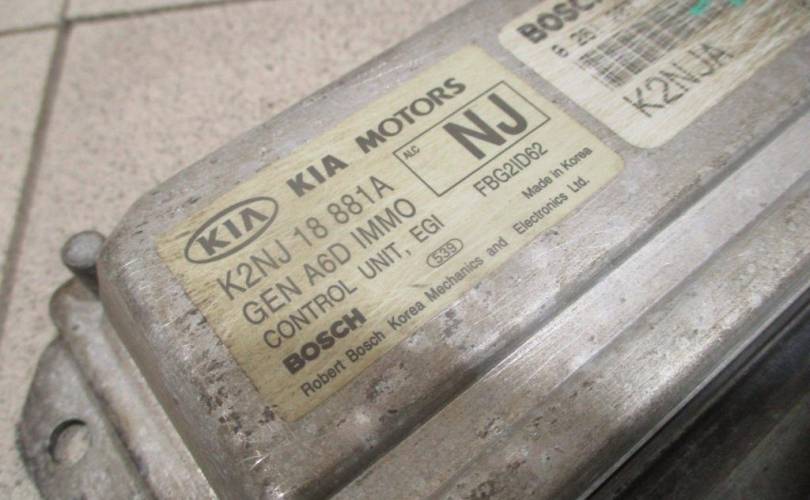 KIA KIA MOTORS
K2NJ 18 881A
GEN A6D IMMO
CONTROL UNIT, EGI
ALC NJ
FBG2ID62
539
Made in Korea
BOSCH
Robert Bosch Korea Mechanics and Electronics Ltd.
BOSCH
K2NJA